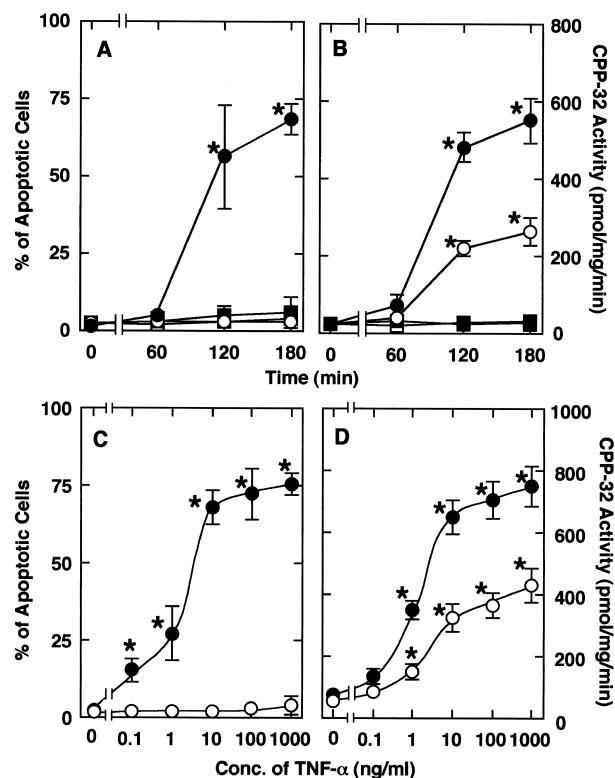 A
B
% of Apoptotic Cells
100
75
50
25
0
800
600
400
200
0
CPP-32 Activity (pmol/mg/min)
* * * * * *
0 60 120 180
0 60 120 180
Time (min)
C
D
% of Apoptotic Cells
100
75
50
25
0
1000
800
600
400
200
0
CPP-32 Activity (pmol/mg/min)
* * * * *
* * * * * * * *
0 0.1 1 10 100 1000
0 0.1 1 10 100 1000
Conc. of TNF-α (ng/ml)